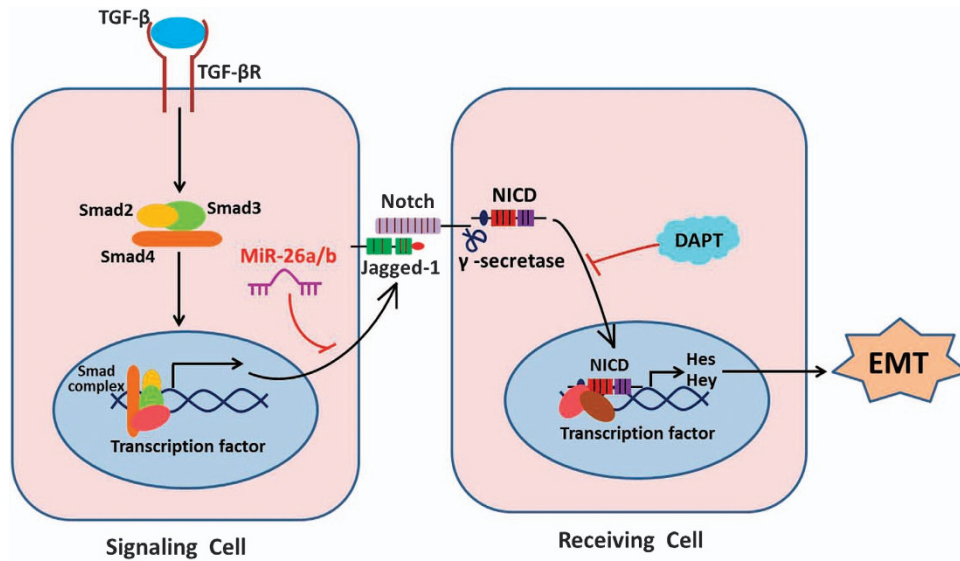 TGF-β
TGF-βR
Smad2
Smad3
Smad4
MiR-26a/b
Smad
complex
Transcription factor
Signaling Cell
Notch
Jagged-1
NICD
γ-secretase
DAPT
NICD
Hes
Hey
Transcription factor
EMT
Receiving Cell